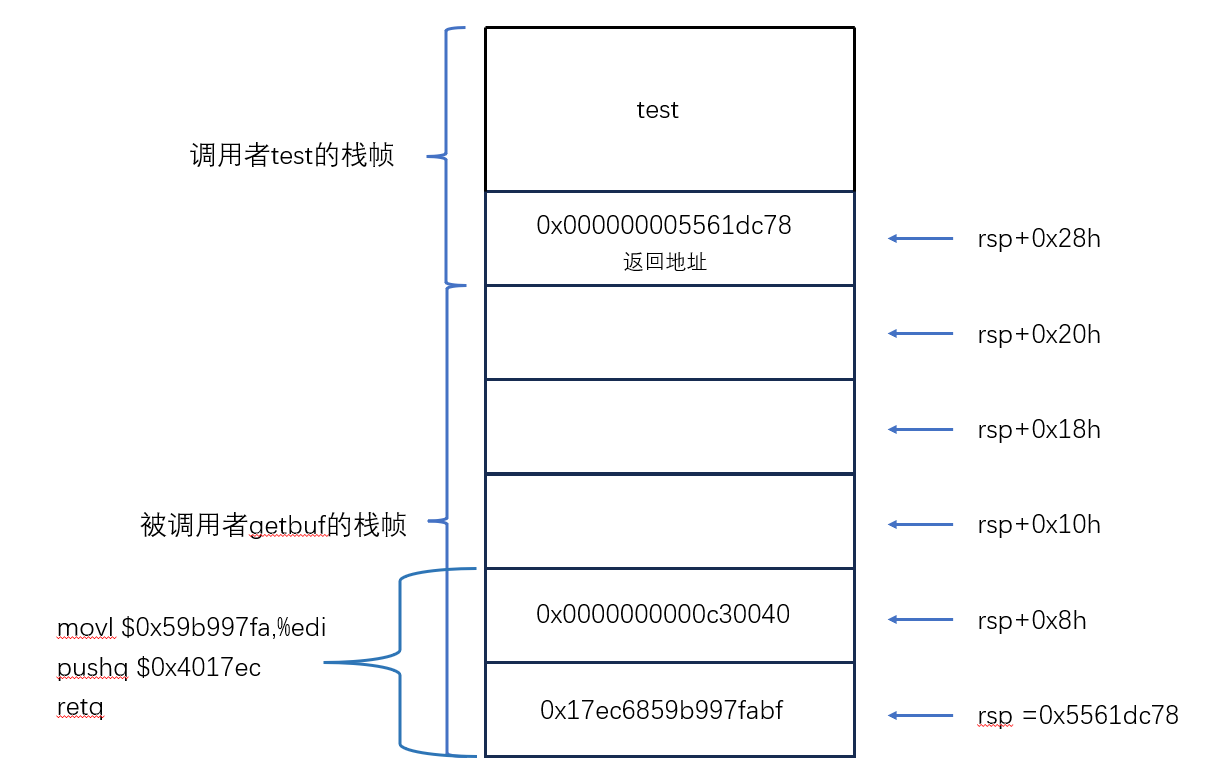 test
调用者test的栈帧
0x000000005561dc78
返回地址
rsp+0x28h
rsp+0x20h
rsp+0x18h
被调用者getbuf的栈帧
rsp+0x10h
movl $0x59b997fa,%edi
pushq $0x4017ec
retq
0x0000000000c30040
rsp+0x8h
0x17ec6859b997fabf
rsp =0x5561dc78